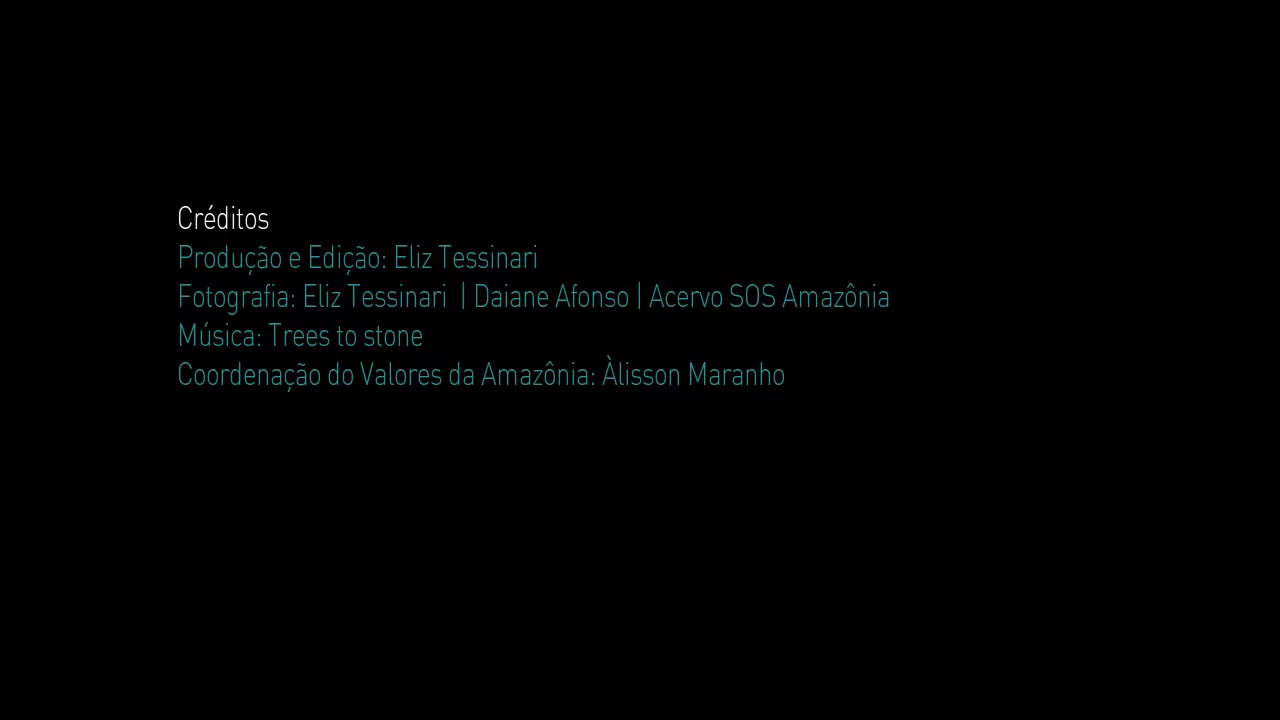 Créditos
Produção e Edição: Eliz Tessinari
Fotografia: Eliz Tessinari | Daiane Afonso | Acervo SOS Amazônia
Música: Trees to stone
Coordenação do Valores da Amazônia: Àlisson Maranho